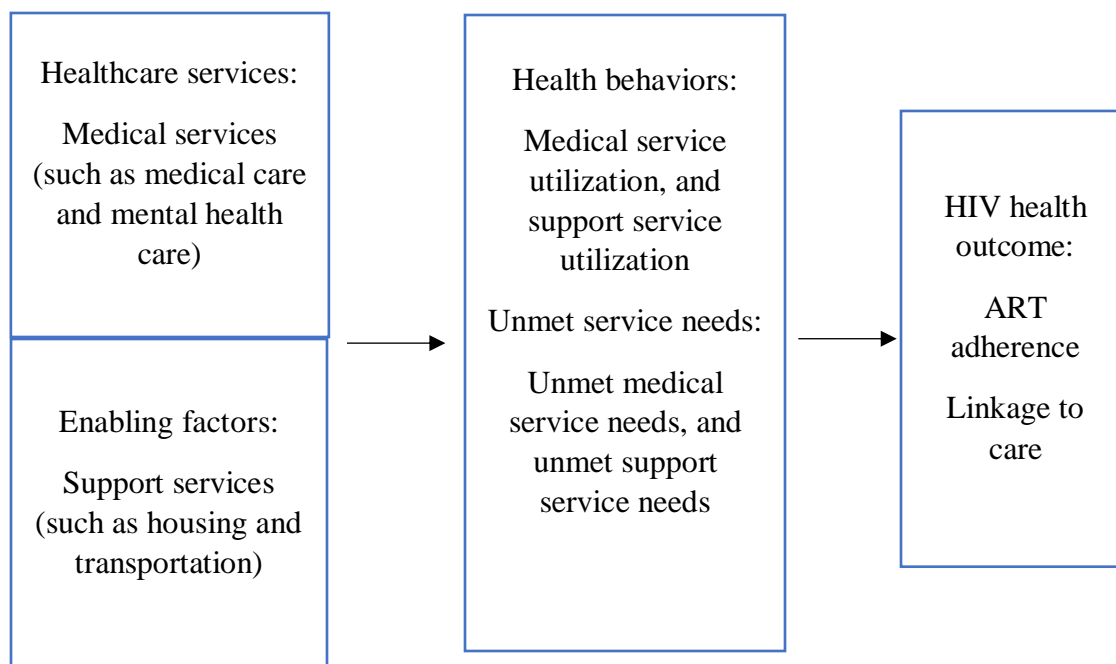 Healthcare services:
Medical services
(such as medical care
and mental health
care)
Enabling factors:
Support services
(such as housing and
transportation)
Health behaviors:
Medical service
utilization, and
support service
utilization
Unmet service needs:
Unmet medical
service needs, and
unmet support
service needs
HIV health
outcome:
ART
adherence
Linkage to
care